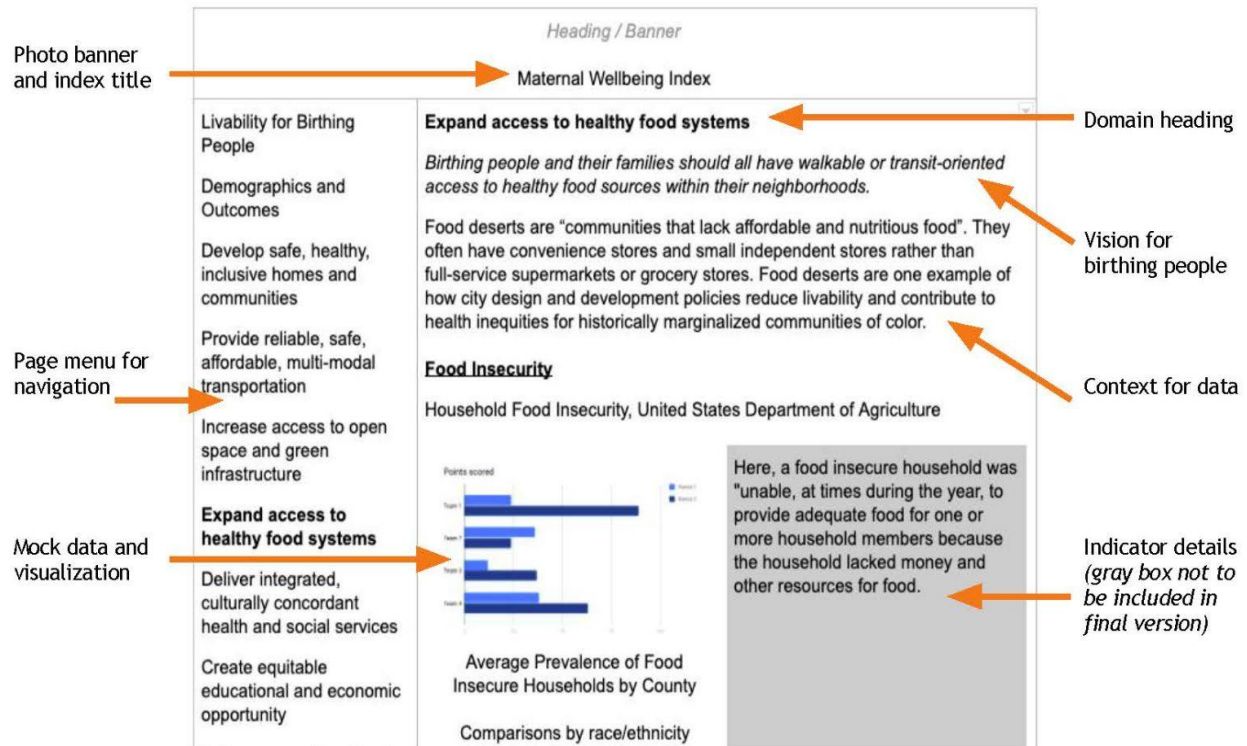 Heading / Banner
Photo banner
and index title
Maternal Wellbeing Index
Livability for Birthing
People
Demographics and
Outcomes
Develop safe, healthy,
inclusive homes and
communities
Provide reliable, safe,
affordable, multi-modal
transportation
Page menu for
navigation
Increase access to open
space and green
infrastructure
Expand access to
healthy food systems
Mock data and
visualization
Deliver integrated,
culturally concordant
health and social services
Create equitable
educational and economic
opportunity
Expand access to healthy food systems
Domain heading
Birthing people and their families should all have walkable or transit-oriented
access to healthy food sources within their neighborhoods.
Vision for
birthing people
Food deserts are “communities that lack affordable and nutritious food”. They
often have convenience stores and small independent stores rather than
full-service supermarkets or grocery stores. Food deserts are one example of
how city design and development policies reduce livability and contribute to
health inequities for historically marginalized communities of color.
Context for data
Food Insecurity
Household Food Insecurity, United States Department of Agriculture
Points scored
Team 1
Average Prevalence of Food
Insecure Households by County
Comparisons by race/ethnicity
Here, a food insecure household was
"unable, at times during the year, to
provide adequate food for one or
more household members because
the household lacked money and
other resources for food.
Indicator details
(gray box not to
be included in
final version)